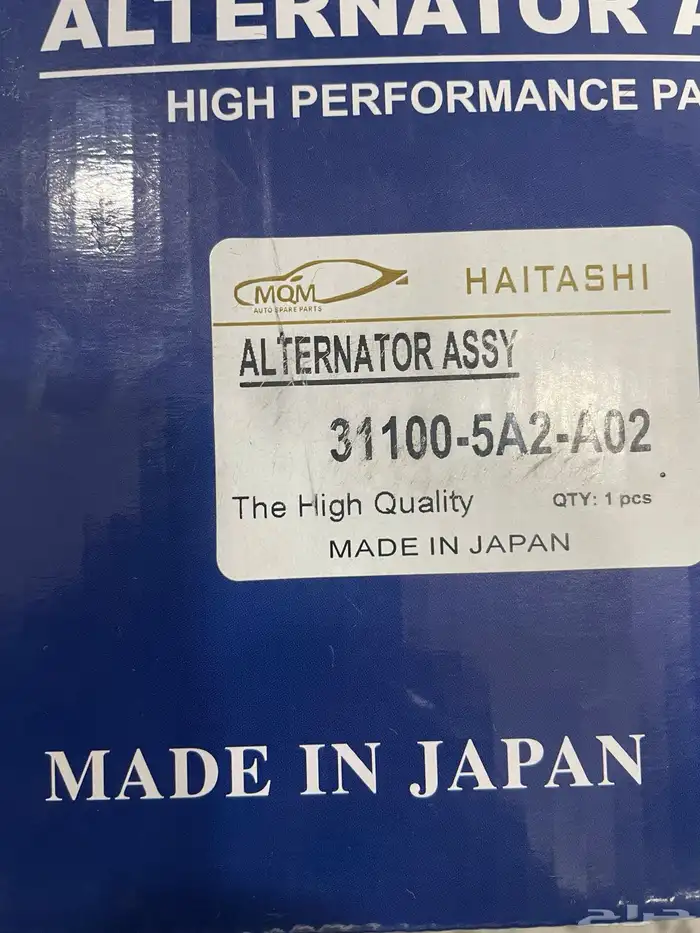 ALTERNATOR A
HIGH PERFORMANCE PA
MQM
AUTO SPARE PARTS
HAITASHI
ALTERNATOR ASSY
31100-5A2-A02
The High Quality
QTY: 1 pcs
MADE IN JAPAN
MADE IN JAPAN
حراج